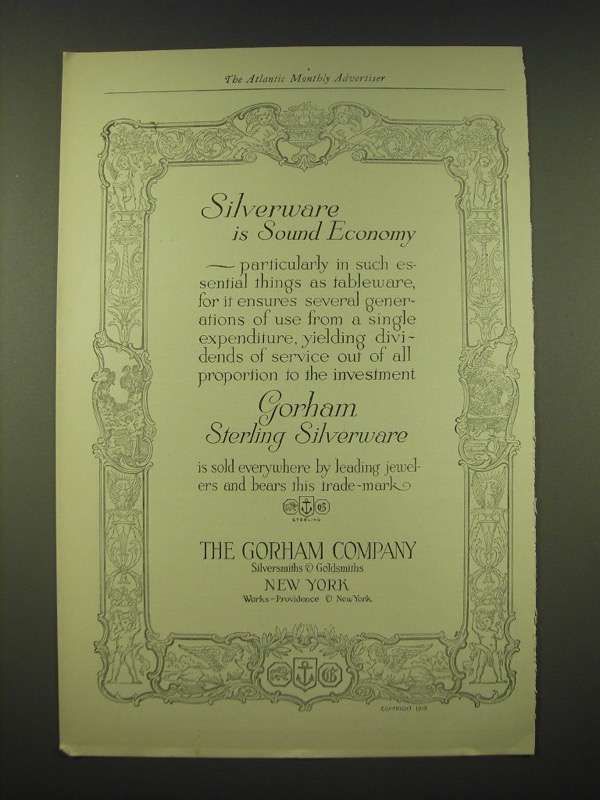 The Atlantic Monthly Advertiser
Silverware
is Sound Economy
— particularly in such es-
sential things as tableware,
for it ensures several gener-
ations of use from a single
expenditure, yielding divi-
dends of service out of all
proportion to the investment
Gorham
Sterling Silverware
is sold everywhere by leading jewel-
ers and bears this trade-mark
STERLING
THE GORHAM COMPANY
Silversmiths & Goldsmiths
NEW YORK
Works—Providence & New York
G
COPYRIGHT 1918